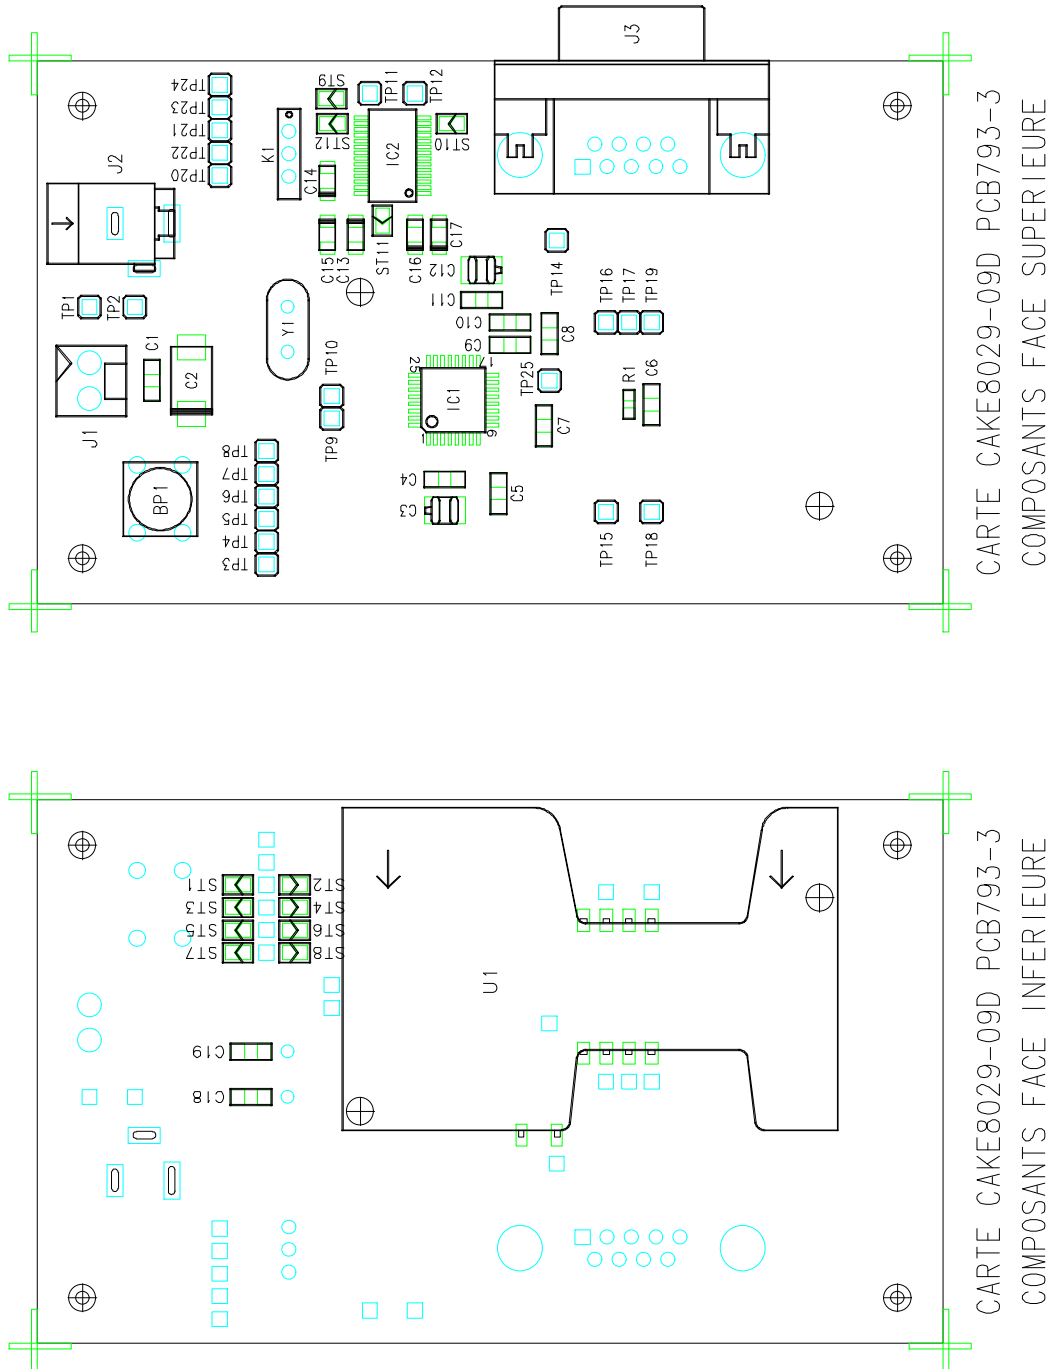 J3
ST9
TP11
TP12
TP24
TP23
TP21
TP22
TP20
J2
K1
ST12
IC2
ST10
C14
C15
C13
ST11
C16
C17
C12
TP14
TP1
TP2
C11
TP16
TP17
TP19
Y1
C10
C8
C1
C9
TP10
25
17
TP25
C2
IC1
R1
C6
J1
C7
TP9
1
9
TP8
TP7
TP6
TP5
TP4
TP3
BP1
C4
C5
C3
TP15
TP18
CARTE CAKE8029-09D PCB793-3
COMPOSANTS FACE SUPERIEURE
ST1
ST2
ST3
ST4
ST5
ST6
ST7
ST8
U1
C19
C18
CARTE CAKE8029-09D PCB793-3
COMPOSANTS FACE INFERIEURE